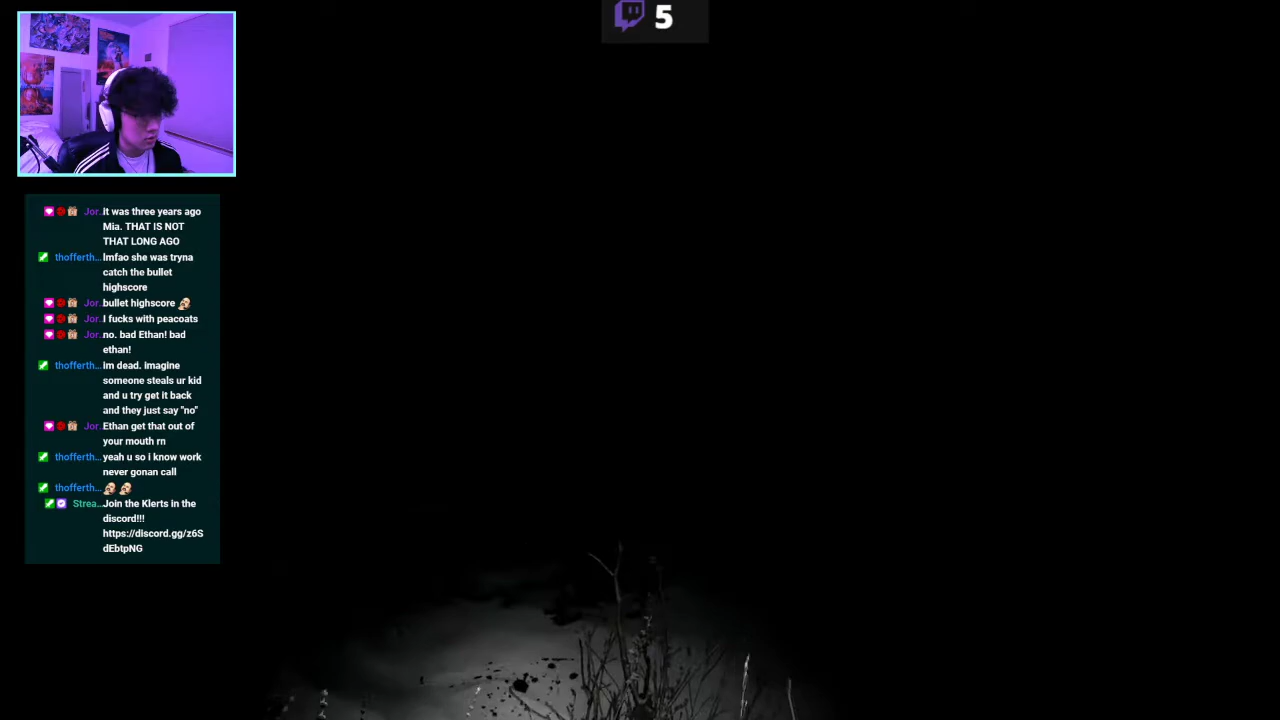 5
Jor.. It was three years ago
Mia. THAT IS NOT
THAT LONG AGO
thofferth... lmfao she was tryna
catch the bullet
highscore
Jor.. bullet highscore
Jor.. I fucks with peacoats
Jor.. no. bad Ethan! bad
ethan!
thofferth... im dead. imagine
someone steals ur kid
and u try get it back
and they just say "no"
Jor.. Ethan get that out of
your mouth rn
thofferth... yeah u so i know work
never gonan call
thofferth...
Strea... Join the Klerts in the
discord!!!
https://discord.gg/z6S
dEbtpNG